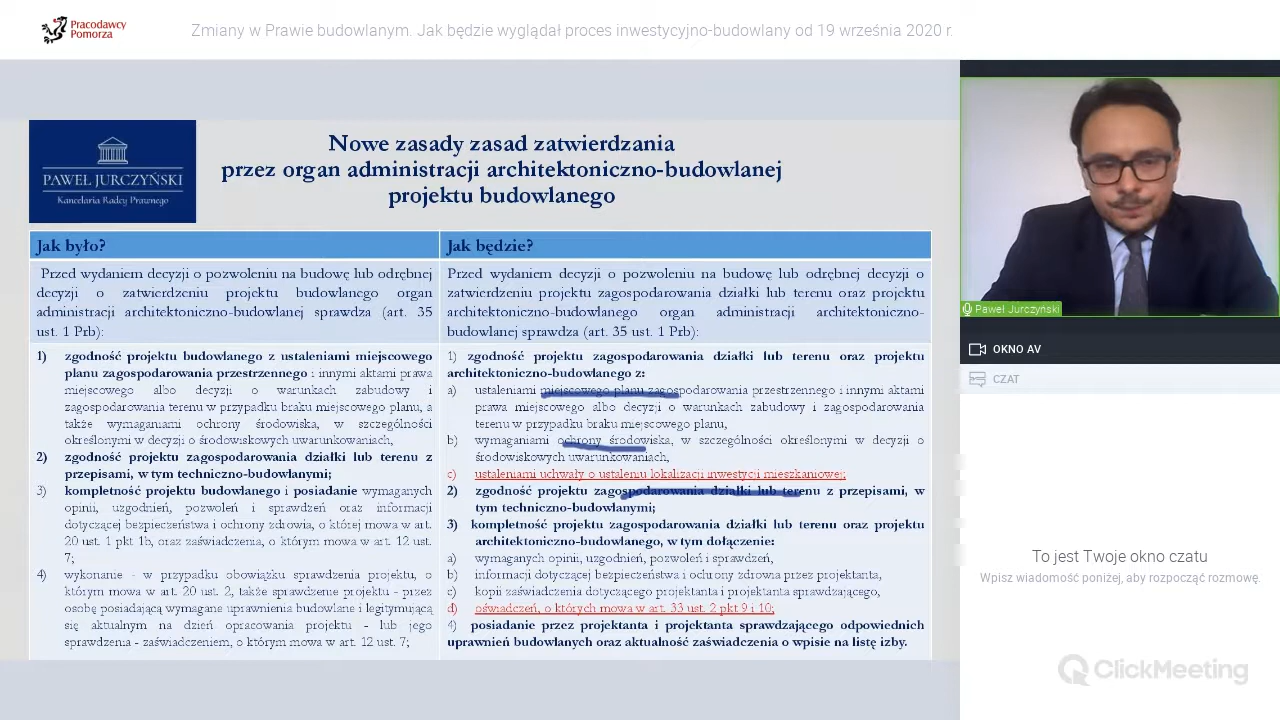 Pracodawcy
Pomorza
Zmiany w Prawie budowlanym. Jak będzie wyglądał proces inwestycyjno-budowlany od 19 września 2020 r.
PAWEŁ JURCZYŃSKI
Kancelaria Radcy Prawnego
Nowe zasady zasad zatwierdzania
przez organ administracji architektoniczno-budowlanej
projektu budowlanego
Jak było?
Przed wydaniem decyzji o pozwoleniu na budowę lub odrębnej
decyzji o zatwierdzeniu projektu budowlanego organ
administracji architektoniczno-budowlanej sprawdza (art. 35
ust. 1 Prb):
1) zgodność projektu budowlanego z ustaleniami miejscowego
planu zagospodarowania przestrzennego i innymi aktami prawa
miejscowego albo decyzji o warunkach zabudowy i
zagospodarowania terenu w przypadku braku miejscowego planu, a
także wymaganiami ochrony środowiska, w szczególności
określonymi w decyzji o środowiskowych uwarunkowaniach,
2) zgodność projektu zagospodarowania działki lub terenu z
przepisami, w tym techniczno-budowlanymi;
3) kompletność projektu budowlanego i posiadanie wymaganych
opinii, uzgodnień, pozwoleń i sprawdzeń oraz informacji
dotyczącej bezpieczeństwa i ochrony zdrowia, o której mowa w art.
20 ust. 1 pkt 1b, oraz zaświadczenia, o którym mowa w art. 12 ust.
7;
4) wykonanie - w przypadku obowiązku sprawdzenia projektu, o
którym mowa w art. 20 ust. 2, także sprawdzenie projektu - przez
osobę posiadającą wymagane uprawnienia budowlane i legitymującą
się aktualnym na dzień opracowania projektu - lub jego
sprawdzenia - zaświadczeniem, o którym mowa w art. 12 ust. 7;
Jak będzie?
Przed wydaniem decyzji o pozwoleniu na budowę lub odrębnej decyzji o
zatwierdzeniu projektu zagospodarowania działki lub terenu oraz projektu
architektoniczno-budowlanego organ administracji architektoniczno-
budowlanej sprawdza (art. 35 ust. 1 Prb):
1) zgodność projektu zagospodarowania działki lub terenu oraz projektu
architektoniczno-budowlanego z:
a) ustaleniami miejscowego planu zagospodarowania przestrzennego i innymi aktami
prawa miejscowego albo decyzji o warunkach zabudowy i zagospodarowania
terenu w przypadku braku miejscowego planu,
b) wymaganiami ochrony środowiska, w szczególności określonymi w decyzji o
środowiskowych uwarunkowaniach,
c) ustaleniami uchwały o ustaleniu lokalizacji inwestycji mieszkaniowej;
2) zgodność projektu zagospodarowania działki lub terenu z przepisami, w
tym techniczno-budowlanymi;
3) kompletność projektu zagospodarowania działki lub terenu oraz projektu
architektoniczno-budowlanego, w tym dołączenie:
a) wymaganych opinii, uzgodnień, pozwoleń i sprawdzeń,
b) informacji dotyczącej bezpieczeństwa i ochrony zdrowia przez projektanta,
c) kopii zaświadczenia dotyczącego projektanta i projektanta sprawdzającego,
d) oświadczeń, o których mowa w art. 33 ust. 2 pkt 9 i 10;
4) posiadanie przez projektanta i projektanta sprawdzającego odpowiednich
uprawnień budowlanych oraz aktualność zaświadczenia o wpisie na listę izby.
Paweł Jurczyński
OKNO AV
CZAT
To jest Twoje okno czatu
Wpisz wiadomość poniżej, aby rozpocząć rozmowę.
ClickMeeting